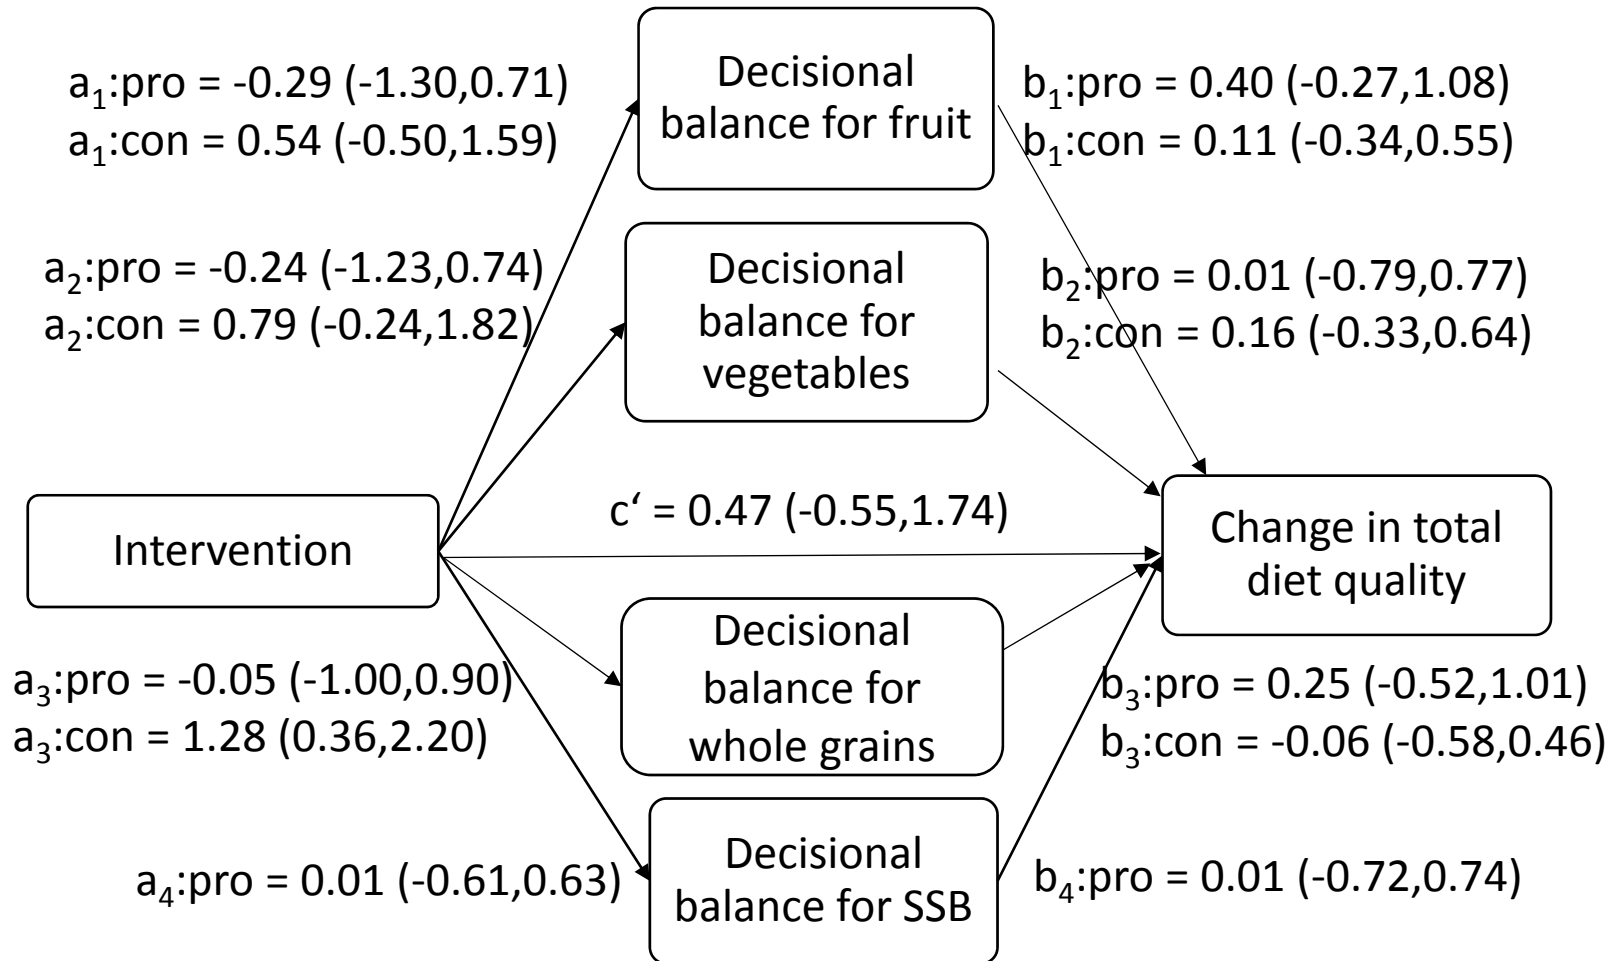 a₁:pro = -0.29 (-1.30,0.71)
a₁:con = 0.54 (-0.50,1.59)
Decisional
balance for fruit
b₁:pro = 0.40 (-0.27,1.08)
b₁:con = 0.11 (-0.34,0.55)
a₂:pro = -0.24 (-1.23,0.74)
a₂:con = 0.79 (-0.24,1.82)
Decisional
balance for
vegetables
b₂:pro = 0.01 (-0.79,0.77)
b₂:con = 0.16 (-0.33,0.64)
Intervention
c‘ = 0.47 (-0.55,1.74)
Change in total
diet quality
a₃:pro = -0.05 (-1.00,0.90)
a₃:con = 1.28 (0.36,2.20)
Decisional
balance for
whole grains
b₃:pro = 0.25 (-0.52,1.01)
b₃:con = -0.06 (-0.58,0.46)
a₄:pro = 0.01 (-0.61,0.63)
Decisional
balance for SSB
b₄:pro = 0.01 (-0.72,0.74)